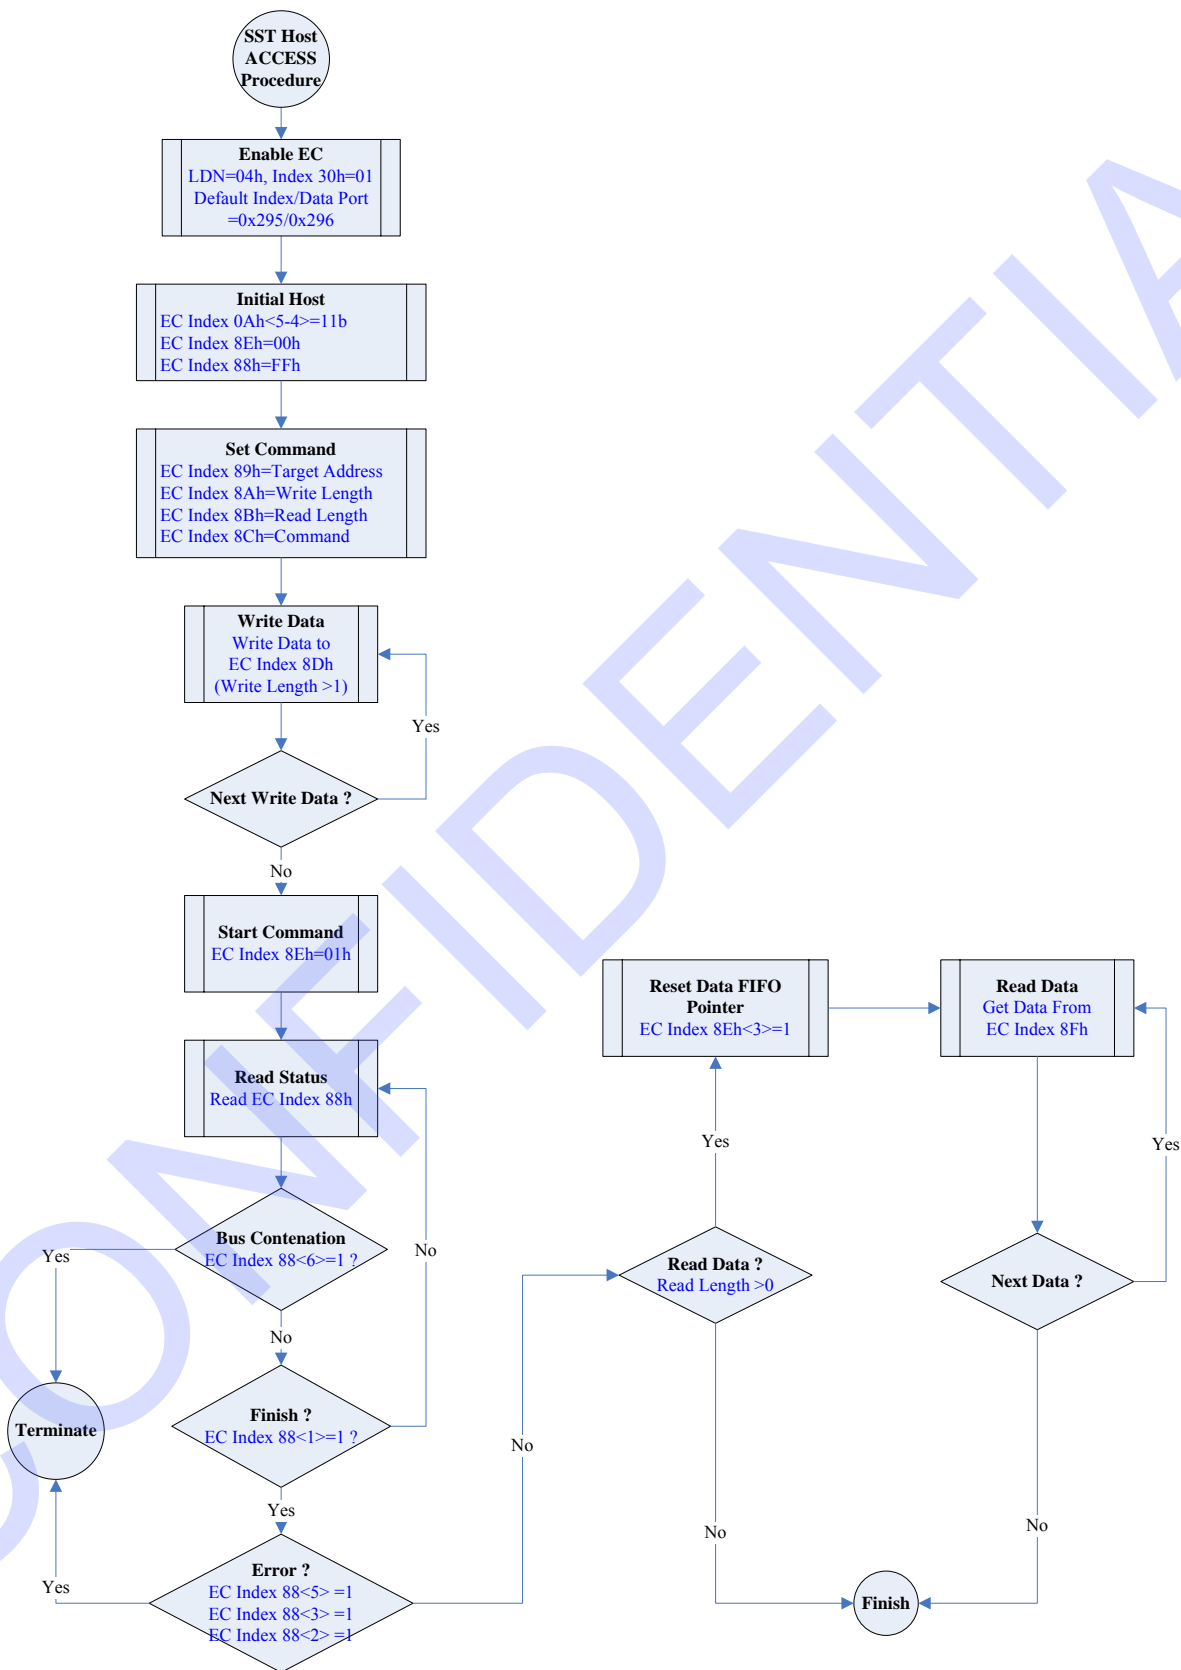 SST Host
ACCESS
Procedure
Enable EC
LDN=04h, Index 30h=01
Default Index/Data Port
=0x295/0x296
Initial Host
EC Index 0Ah<5-4>=11b
EC Index 8Eh=00h
EC Index 88h=FFh
Set Command
EC Index 89h=Target Address
EC Index 8Ah=Write Length
EC Index 8Bh=Read Length
EC Index 8Ch=Command
Write Data
Write Data to
EC Index 8Dh
(Write Length >1)
Yes
Next Write Data ?
No
Start Command
EC Index 8Eh=01h
Read Status
Read EC Index 88h
Bus Contenation
EC Index 88<6>=1 ?
Yes
No
No
Finish ?
EC Index 88<1>=1 ?
Terminate
Yes
Error ?
EC Index 88<5> =1
EC Index 88<3> =1
EC Index 88<2> =1
Yes
No
Read Data ?
Read Length >0
Yes
No
Reset Data FIFO
Pointer
EC Index 8Eh<3>=1
Read Data
Get Data From
EC Index 8Fh
Yes
Next Data ?
No
Finish
CONFIDENTIA